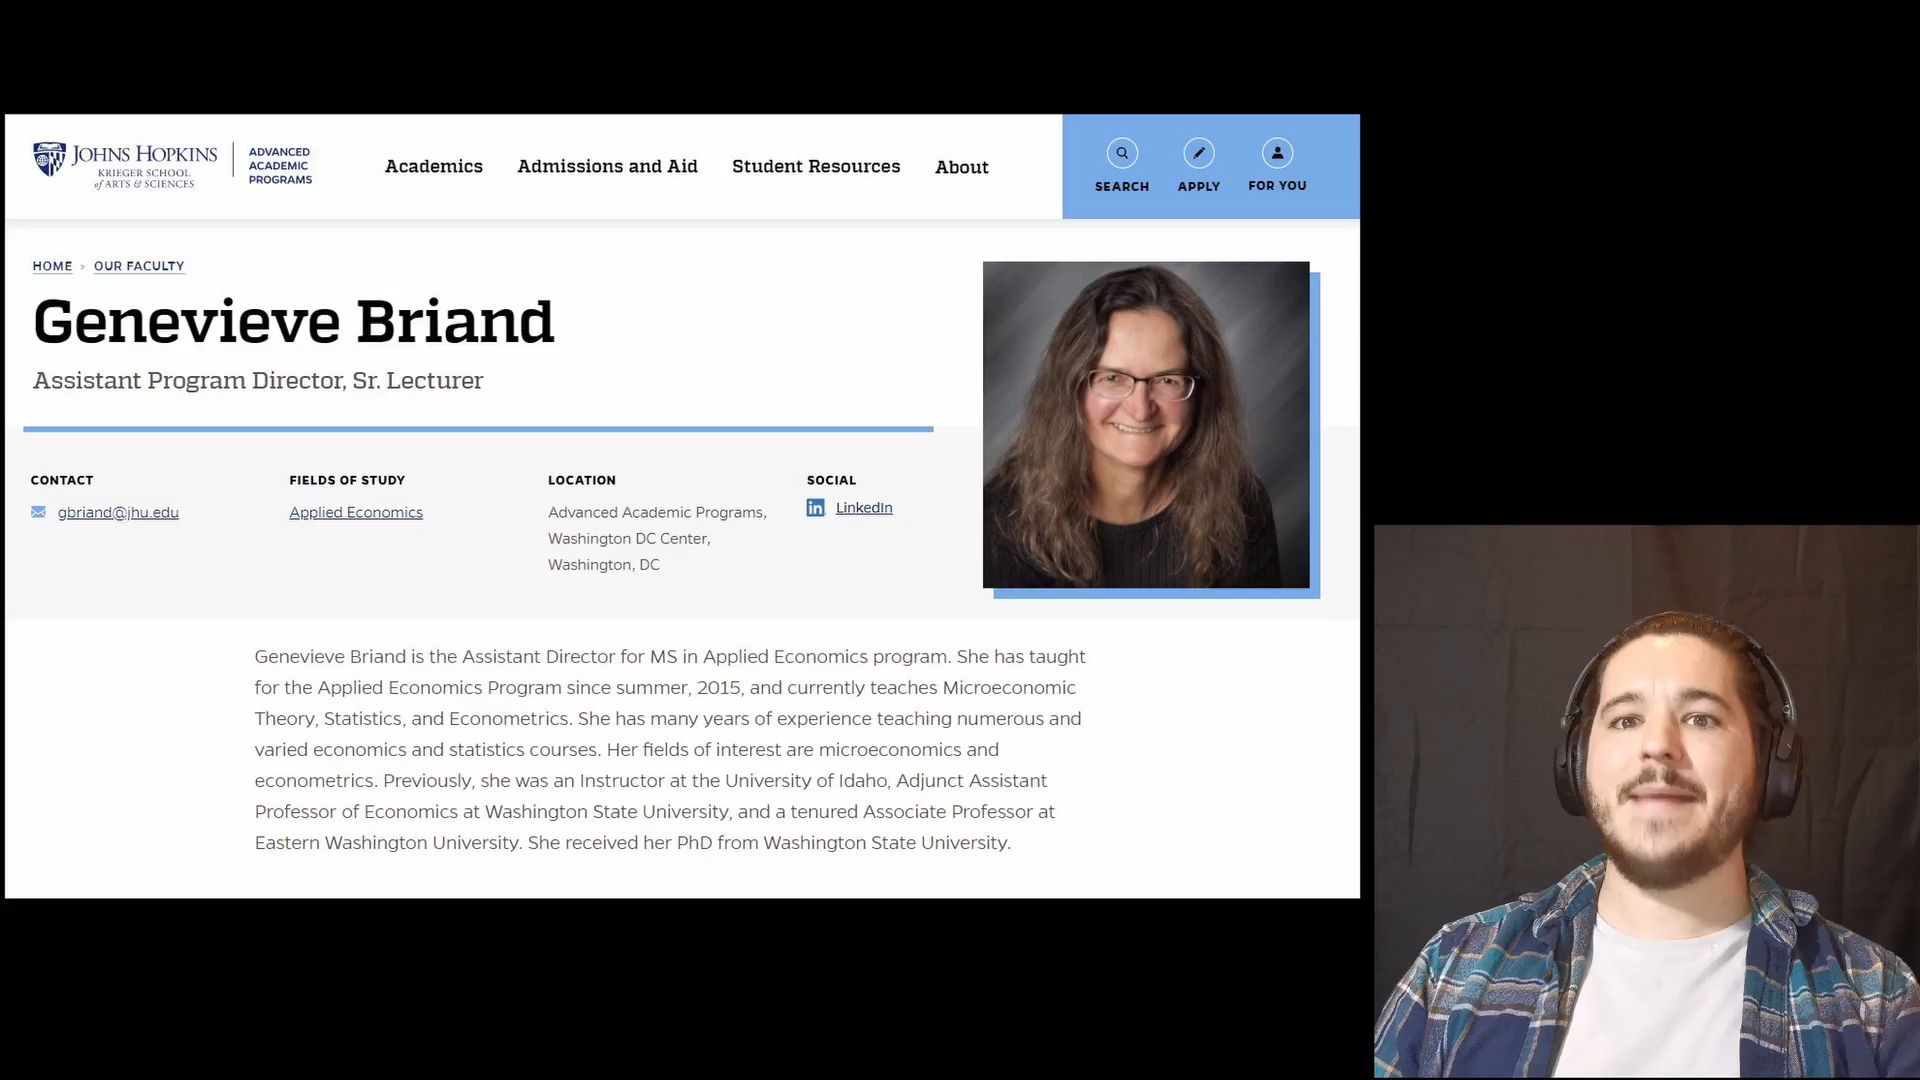 JOHNS HOPKINS
KRIEGER SCHOOL
of ARTS & SCIENCES
ADVANCED
ACADEMIC
PROGRAMS
Academics
Admissions and Aid
Student Resources
About
SEARCH
APPLY
FOR YOU
HOME > OUR FACULTY
Genevieve Briand
Assistant Program Director, Sr. Lecturer
CONTACT
gbriand@jhu.edu
FIELDS OF STUDY
Applied Economics
LOCATION
Advanced Academic Programs,
Washington DC Center,
Washington, DC
SOCIAL
in LinkedIn
Genevieve Briand is the Assistant Director for MS in Applied Economics program. She has taught
for the Applied Economics Program since summer, 2015, and currently teaches Microeconomic
Theory, Statistics, and Econometrics. She has many years of experience teaching numerous and
varied economics and statistics courses. Her fields of interest are microeconomics and
econometrics. Previously, she was an Instructor at the University of Idaho, Adjunct Assistant
Professor of Economics at Washington State University, and a tenured Associate Professor at
Eastern Washington University. She received her PhD from Washington State University.